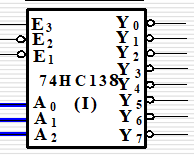 E3 Y0
E2 Y1
E1 Y2
Y3
74HC138 Y4
A0 (I) Y5
A1 Y6
A2 Y7